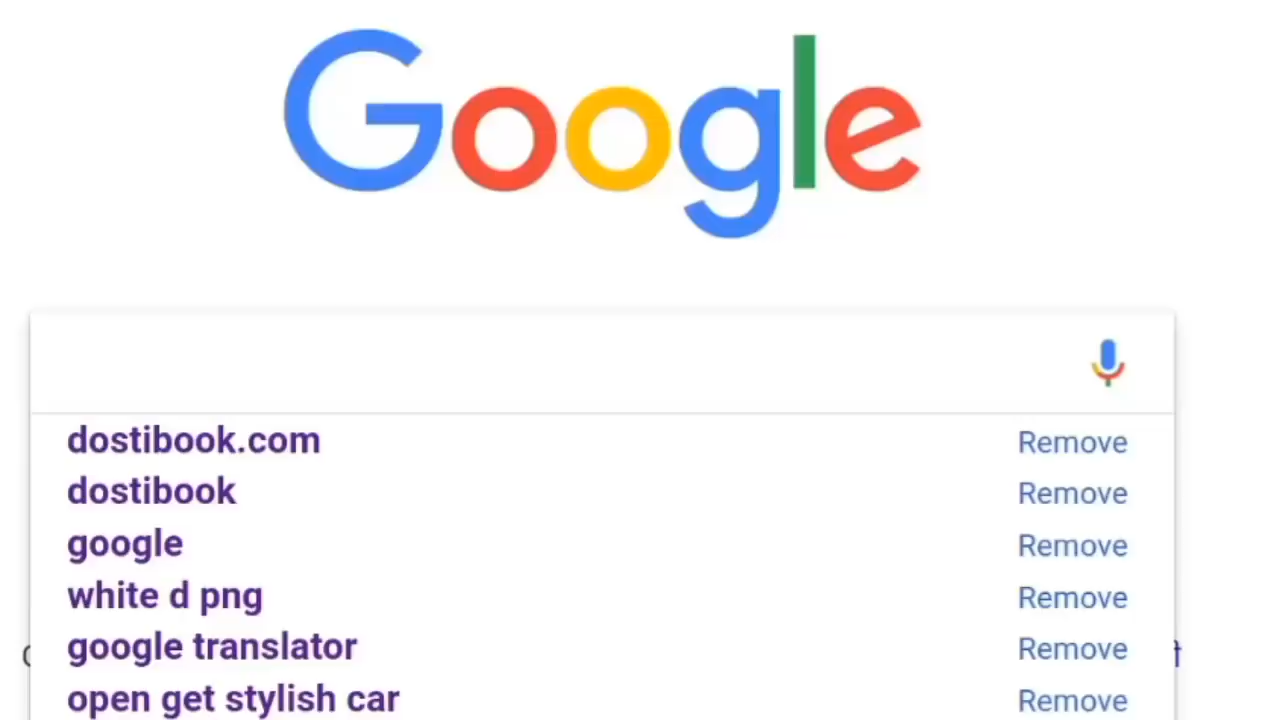 Google
dostibook.com Remove
dostibook Remove
google Remove
white d png Remove
google translator Remove
open get stylish car Remove